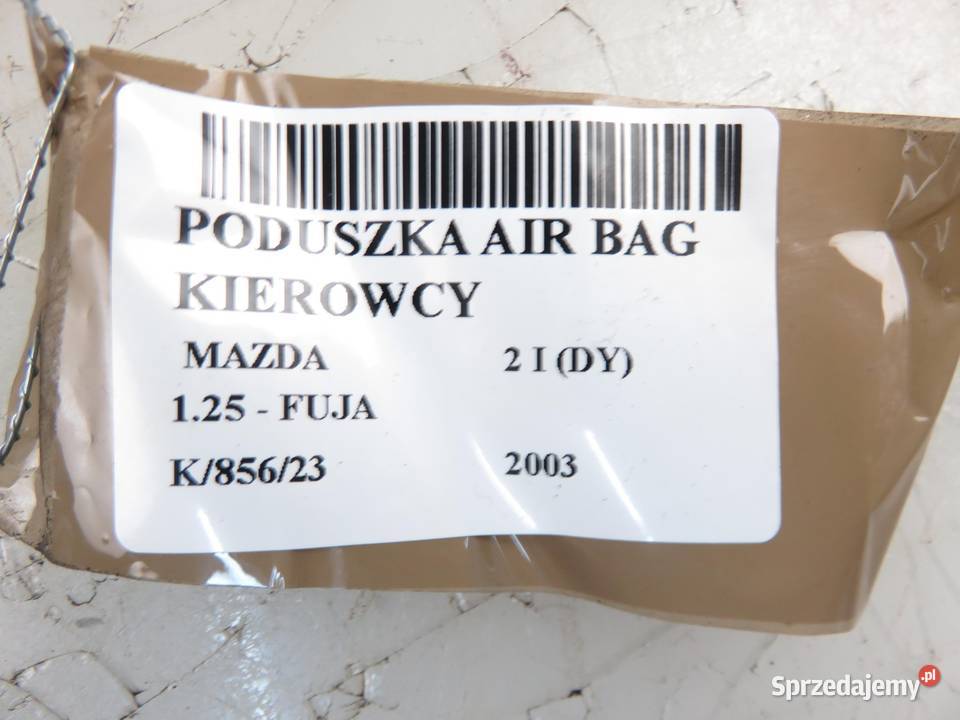 PODUSZKA AIR BAG
KIEROWCY
MAZDA 2 I (DY)
1.25 - FUJA
K/856/23 2003
Sprzedajemy.pl